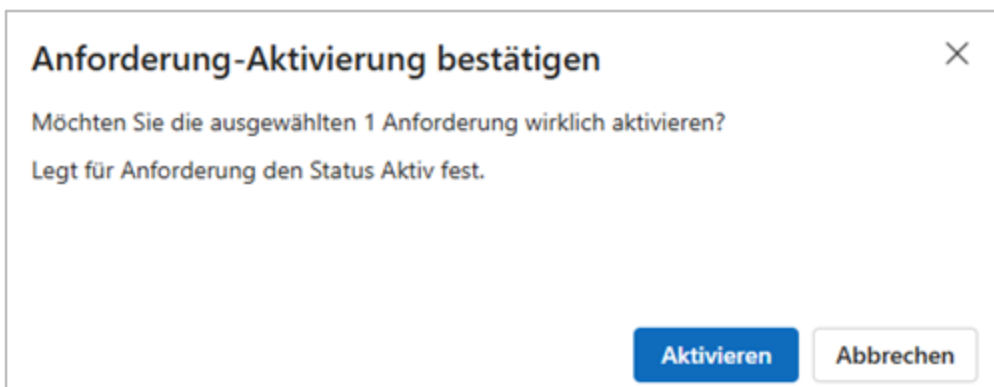 Anforderung-Aktivierung bestätigen
Möchten Sie die ausgewählten 1 Anforderung wirklich aktivieren?
Legt für Anforderung den Status Aktiv fest.
Aktivieren
Abbrechen